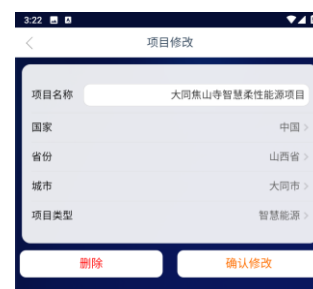 3:22
项目修改
项目名称 大同焦山寺智慧柔性能源项目
国家 中国
省份 山西省
城市 大同市
项目类型 智慧能源
删除 确认修改